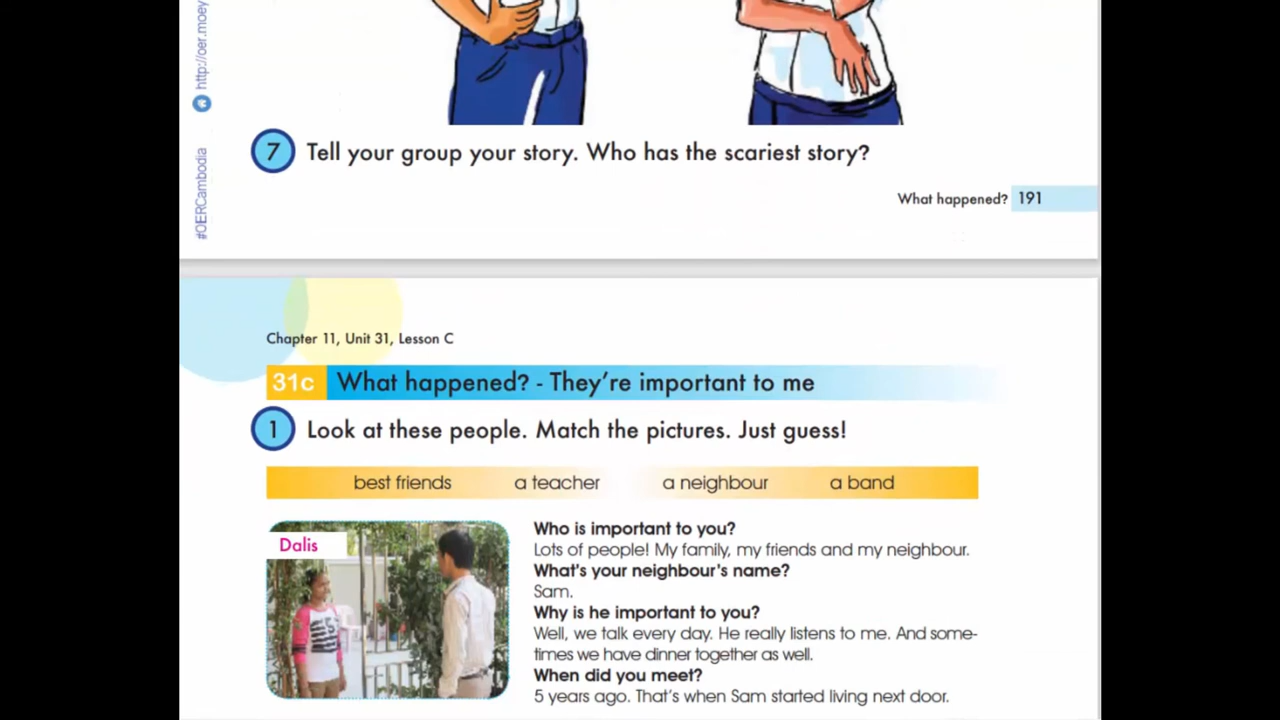 http://oer.moey
#OERCambodia
7 Tell your group your story. Who has the scariest story?
What happened? 191
Chapter 11, Unit 31, Lesson C
31c What happened? - They're important to me
1 Look at these people. Match the pictures. Just guess!
best friends a teacher a neighbour a band
Dalis
Who is important to you?
Lots of people! My family, my friends and my neighbour.
What's your neighbour's name?
Sam.
Why is he important to you?
Well, we talk every day. He really listens to me. And some-
times we have dinner together as well.
When did you meet?
5 years ago. That's when Sam started living next door.